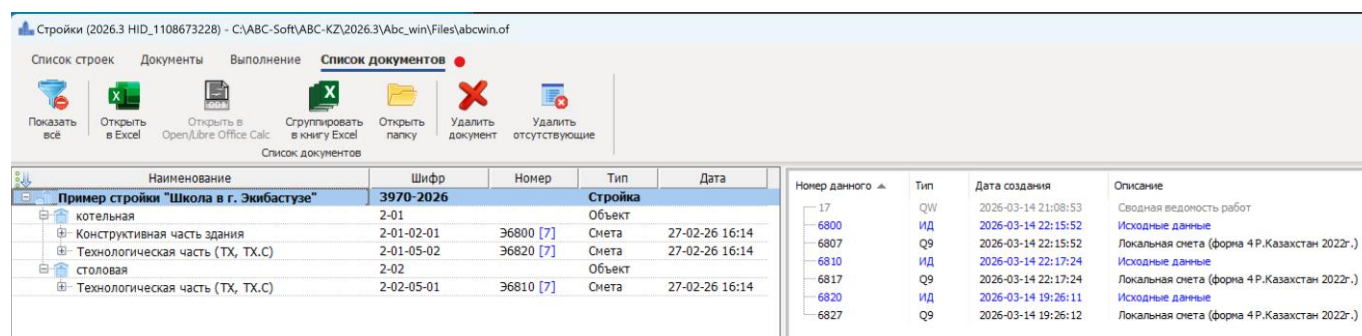 Стройки (2026.3 HID_1108673228) - C:\ABC-Soft\ABC-KZ\2026.3\Abc_win\Files\abcwin.of
Список строек Документы Выполнение Список документов
Показать всё
Открыть в Excel
Открыть в Open/Libre Office Calc
Сгруппировать в книгу Excel
Открыть папку
Удалить документ
Удалить отсутствующие
Список документов
Наименование Шифр Номер Тип Дата
Пример стройки "Школа в г. Экибастузе" 3970-2026 Стройка
котельная 2-01 Объект
Конструктивная часть здания 2-01-02-01 Э6800 [7] Смета 27-02-26 16:14
Технологическая часть (ТХ, ТХ.С) 2-01-05-02 Э6820 [7] Смета 27-02-26 16:14
столовая 2-02 Объект
Технологическая часть (ТХ, ТХ.С) 2-02-05-01 Э6810 [7] Смета 27-02-26 16:14
Номер данного Тип Дата создания Описание
17 QW 2026-03-14 21:08:53 Сводная ведомость работ
6800 ИД 2026-03-14 22:15:52 Исходные данные
6807 Q9 2026-03-14 22:15:52 Локальная смета (форма 4 Р.Казахстан 2022г.)
6810 ИД 2026-03-14 22:17:24 Исходные данные
6817 Q9 2026-03-14 22:17:24 Локальная смета (форма 4 Р.Казахстан 2022г.)
6820 ИД 2026-03-14 19:26:11 Исходные данные
6827 Q9 2026-03-14 19:26:12 Локальная смета (форма 4 Р.Казахстан 2022г.)